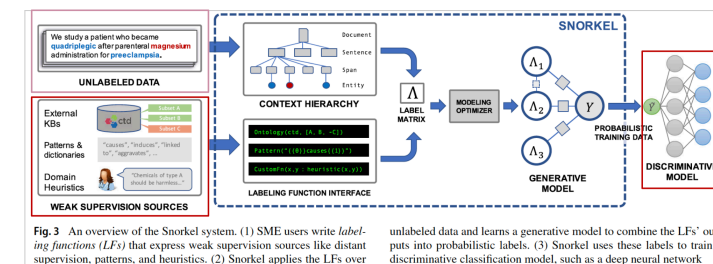 SNORKEL
We study a patient who became
quadriplegic after parenteral magnesium
administration for preeclampsia.
UNLABELED DATA
External
KBs
ctd
Subset A
Subset B
Subset C
Patterns &
dictionaries
"causes", "induces", "linked
to", "aggravates", ...
Domain
Heuristics
"Chemicals of type A
should be harmless..."
WEAK SUPERVISION SOURCES
Document
Sentence
Span
Entity
CONTEXT HIERARCHY
Ontology(ctd, [A, B, -C])
Pattern("{{0}}causes{{1}}")
CustomFn(x,y : heuristic(x,y))
LABELING FUNCTION INTERFACE
Λ
LABEL
MATRIX
MODELING
OPTIMIZER
Λ1
Λ2
Λ3
Y
GENERATIVE
MODEL
PROBABILISTIC
TRAINING DATA
Ỹ
DISCRIMINATIVE
MODEL
Fig. 3 An overview of the Snorkel system. (1) SME users write label-
ing functions (LFs) that express weak supervision sources like distant
supervision, patterns, and heuristics. (2) Snorkel applies the LFs over
unlabeled data and learns a generative model to combine the LFs' ou
puts into probabilistic labels. (3) Snorkel uses these labels to train
discriminative classification model, such as a deep neural network